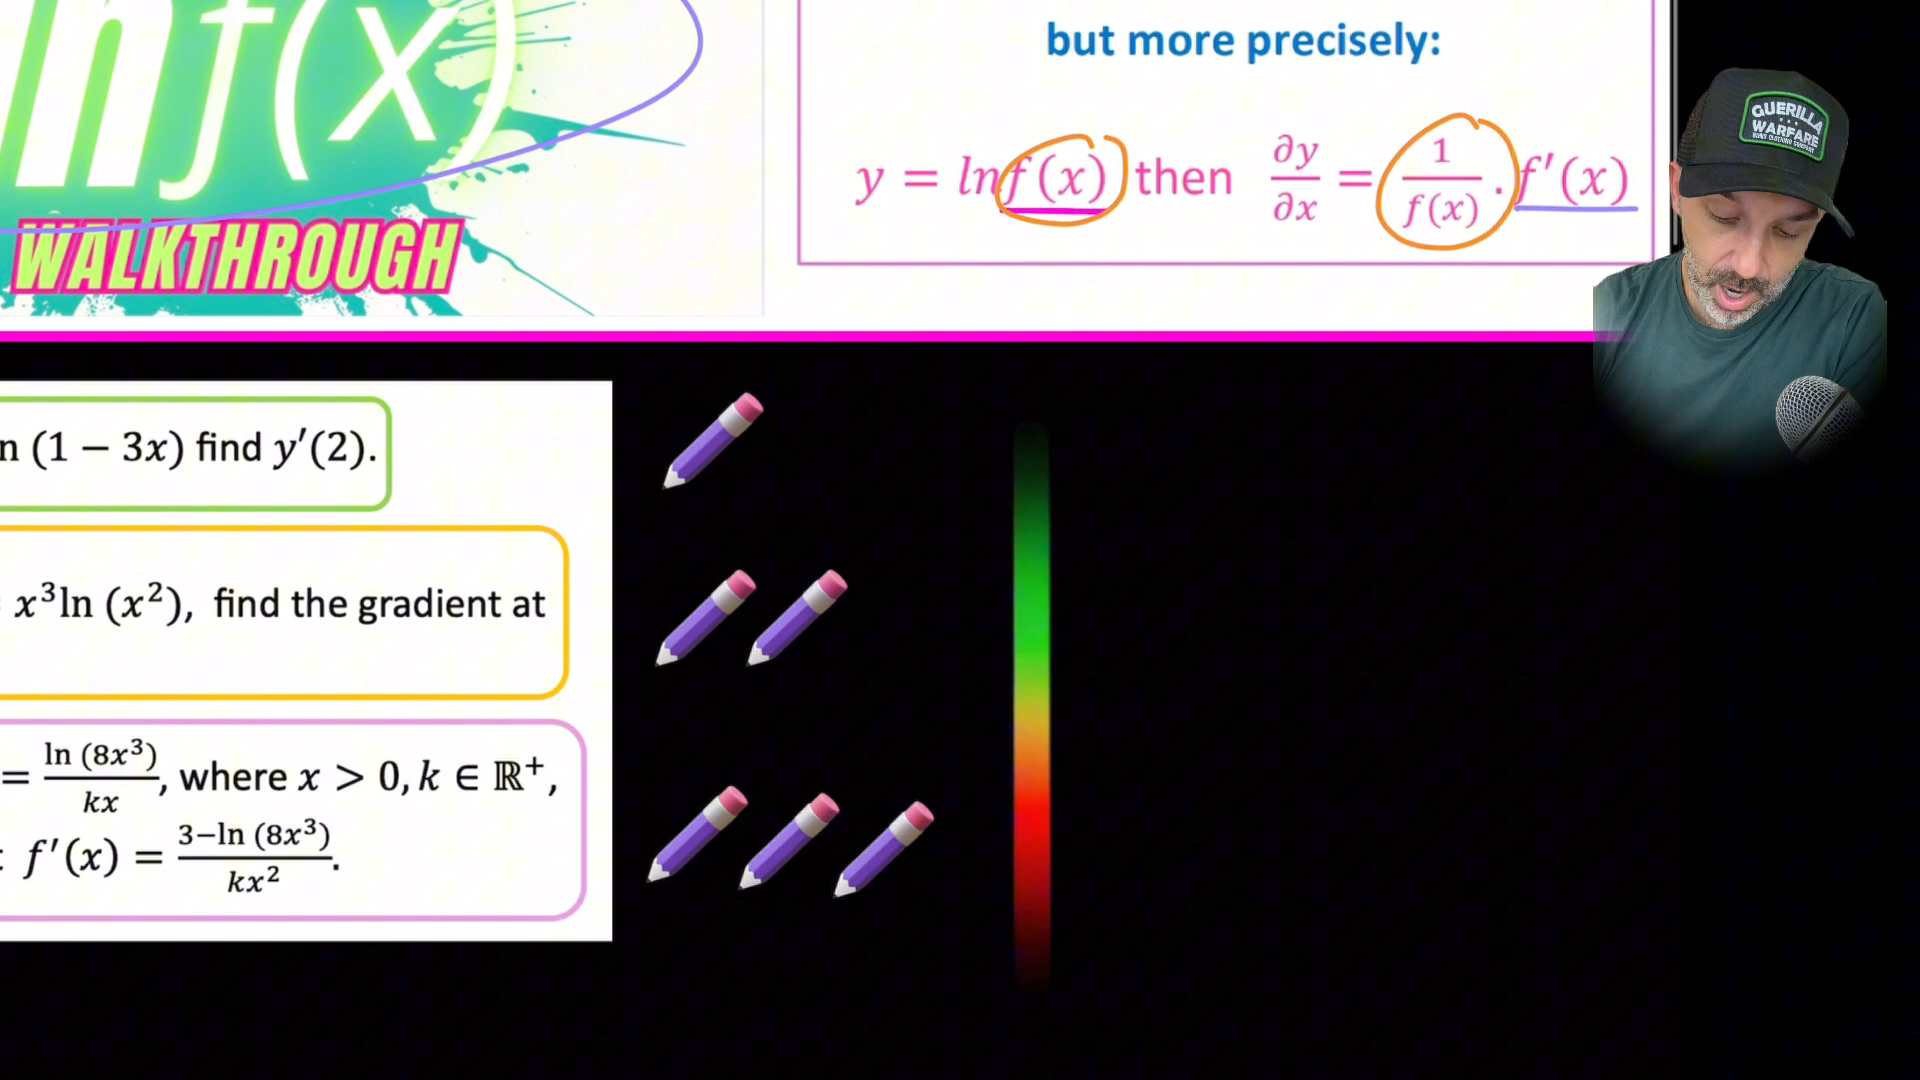 ln f(x)
WALKTHROUGH
but more precisely:
y = lnf(x) then ∂y/∂x = 1/f(x) . f′(x)
GUERILLA
WARFARE
n (1 − 3x) find y′(2).
x³ln (x²), find the gradient at
= ln (8x³)/kx, where x > 0, k ∈ ℝ⁺,
: f′(x) = 3−ln (8x³)/kx².